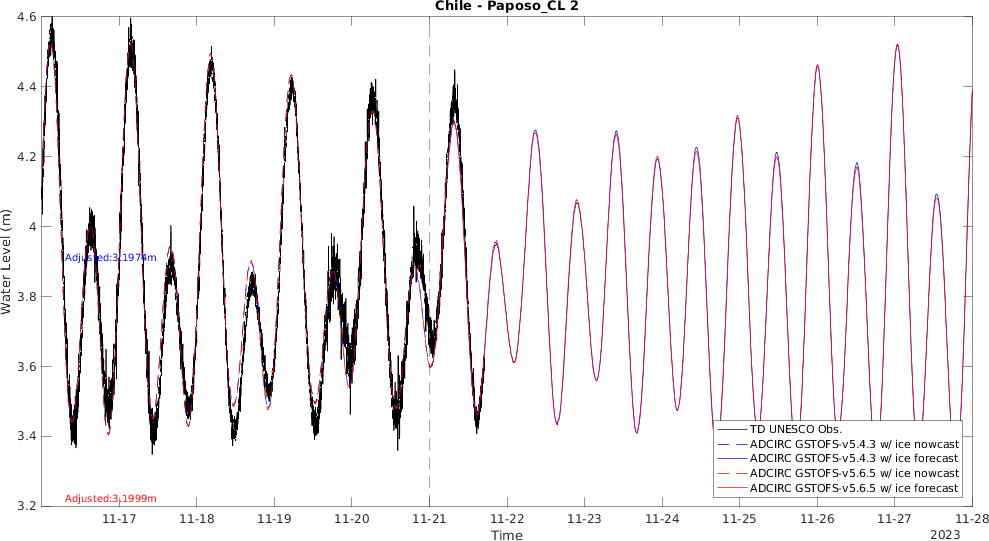 Chile - Paposo_CL 2
4.6
4.4
4.2
4
3.8
3.6
3.4
3.2
Water Level (m)
Adjusted:3.1974m
Adjusted:3.1999m
TD UNESCO Obs.
ADCIRC GSTOFS-v5.4.3 w/ ice nowcast
ADCIRC GSTOFS-v5.4.3 w/ ice forecast
ADCIRC GSTOFS-v5.6.5 w/ ice nowcast
ADCIRC GSTOFS-v5.6.5 w/ ice forecast
11-17 11-18 11-19 11-20 11-21 11-22 11-23 11-24 11-25 11-26 11-27 11-28
Time
2023